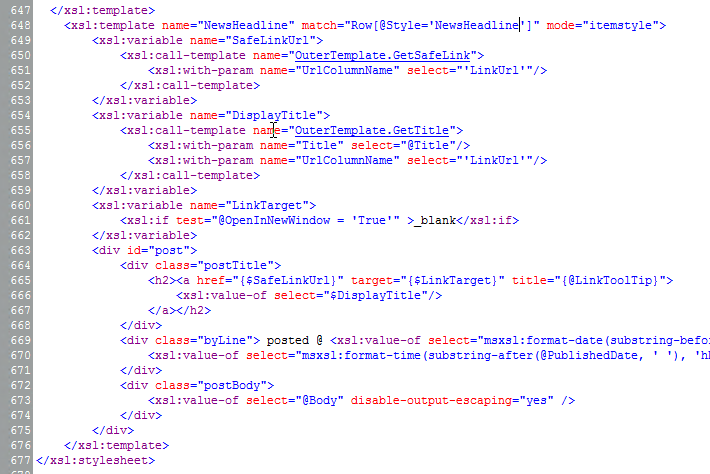 647 </xsl:template>
648 <xsl:template name="NewsHeadline" match="Row[@Style='NewsHeadline']" mode="itemstyle">
649 <xsl:variable name="SafeLinkUrl">
650 <xsl:call-template name="OuterTemplate.GetSafeLink">
651 <xsl:with-param name="UrlColumnName" select="'LinkUrl'"/>
652 </xsl:call-template>
653 </xsl:variable>
654 <xsl:variable name="DisplayTitle">
655 <xsl:call-template name="OuterTemplate.GetTitle">
656 <xsl:with-param name="Title" select="@Title"/>
657 <xsl:with-param name="UrlColumnName" select="'LinkUrl'"/>
658 </xsl:call-template>
659 </xsl:variable>
660 <xsl:variable name="LinkTarget">
661 <xsl:if test="@OpenInNewWindow = 'True'" >_blank</xsl:if>
662 </xsl:variable>
663 <div id="post">
664 <div class="postTitle">
665 <h2><a href="{$SafeLinkUrl}" target="{$LinkTarget}" title="{@LinkToolTip}">
666 <xsl:value-of select="$DisplayTitle"/>
667 </a></h2>
668 </div>
669 <div class="byLine"> posted @ <xsl:value-of select="msxsl:format-date(substring-befo
670 <xsl:value-of select="msxsl:format-time(substring-after(@PublishedDate, ' '), 'h
671 </div>
672 <div class="postBody">
673 <xsl:value-of select="@Body" disable-output-escaping="yes" />
674 </div>
675 </div>
676 </xsl:template>
677 </xsl:stylesheet>